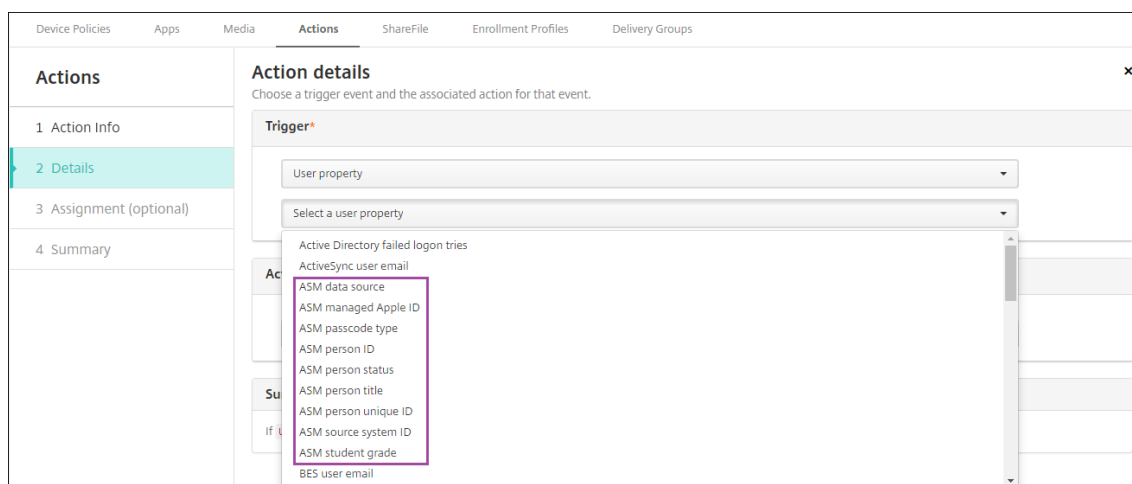 Device Policies Apps Media Actions ShareFile Enrollment Profiles Delivery Groups
Actions
1 Action Info
2 Details
3 Assignment (optional)
4 Summary
Action details
Choose a trigger event and the associated action for that event.
Trigger*
User property
Select a user property
Active Directory failed logon tries
ActiveSync user email
ASM data source
ASM managed Apple ID
ASM passcode type
ASM person ID
ASM person status
ASM person title
ASM person unique ID
ASM source system ID
ASM student grade
BES user email
If